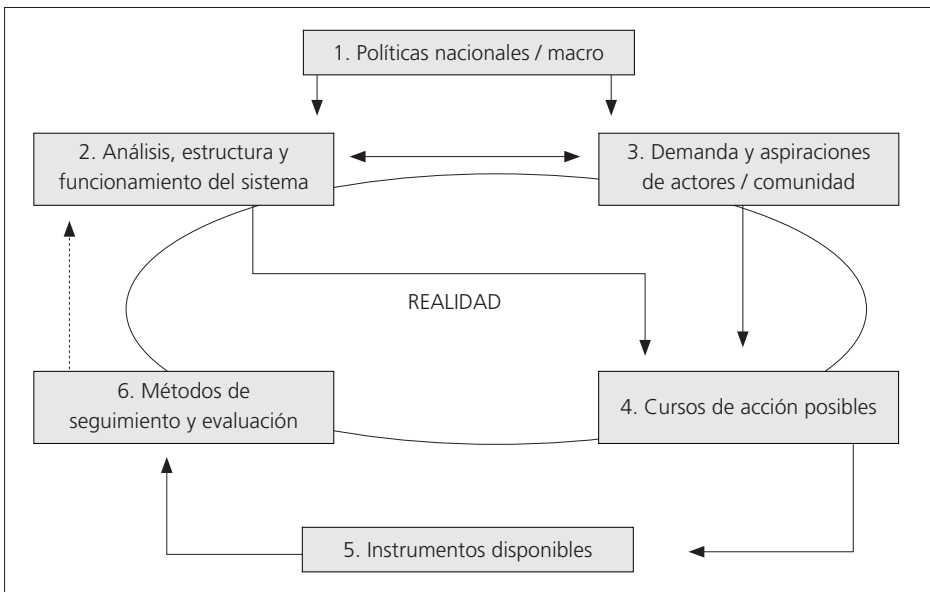 1. Políticas nacionales / macro
2. Análisis, estructura y
funcionamiento del sistema
3. Demanda y aspiraciones
de actores / comunidad
REALIDAD
6. Métodos de
seguimiento y evaluación
4. Cursos de acción posibles
5. Instrumentos disponibles